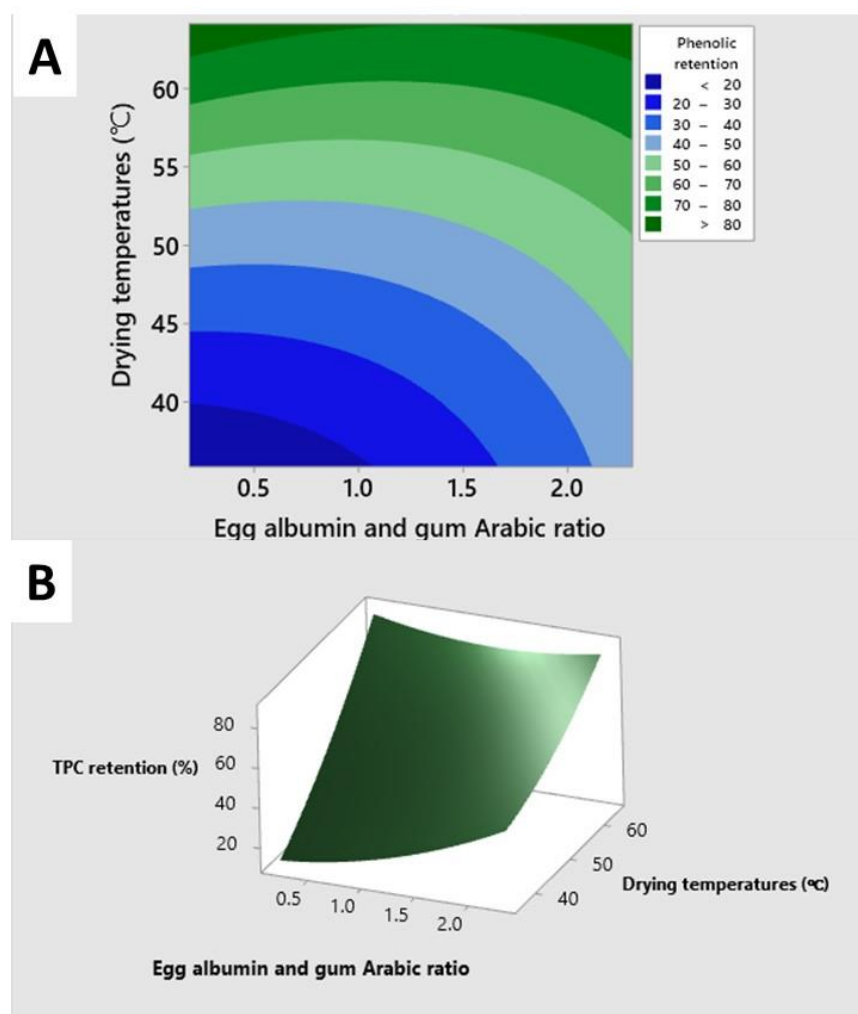 A
Drying temperatures (℃)
60
55
50
45
40
0.5 1.0 1.5 2.0
Egg albumin and gum Arabic ratio
Phenolic
retention
< 20
20 – 30
30 – 40
40 – 50
50 – 60
60 – 70
70 – 80
> 80
B
TPC retention (%)
80
60
40
20
0.5 1.0 1.5 2.0
Egg albumin and gum Arabic ratio
60
50
40
Drying temperatures (℃)